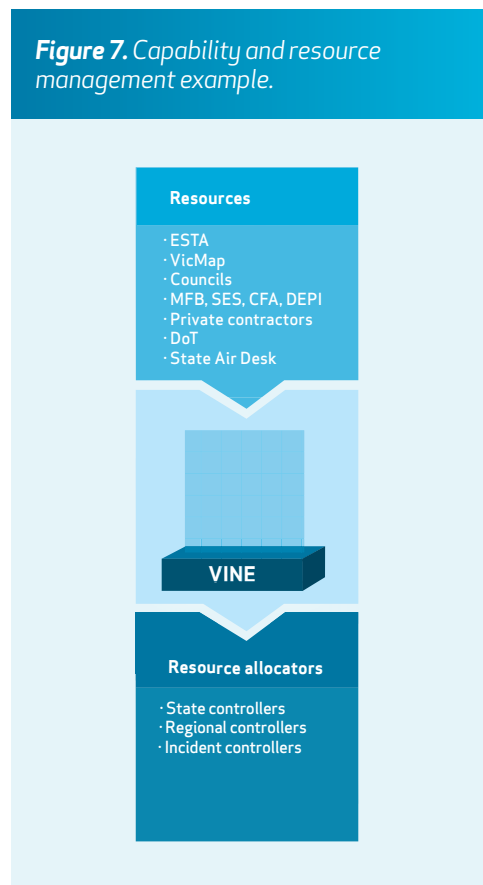 Figure 7. Capability and resource
management example.
Resources
· ESTA
· VicMap
· Councils
· MFB, SES, CFA, DEPI
· Private contractors
· DoT
· State Air Desk
VINE
Resource allocators
· State controllers
· Regional controllers
· Incident controllers